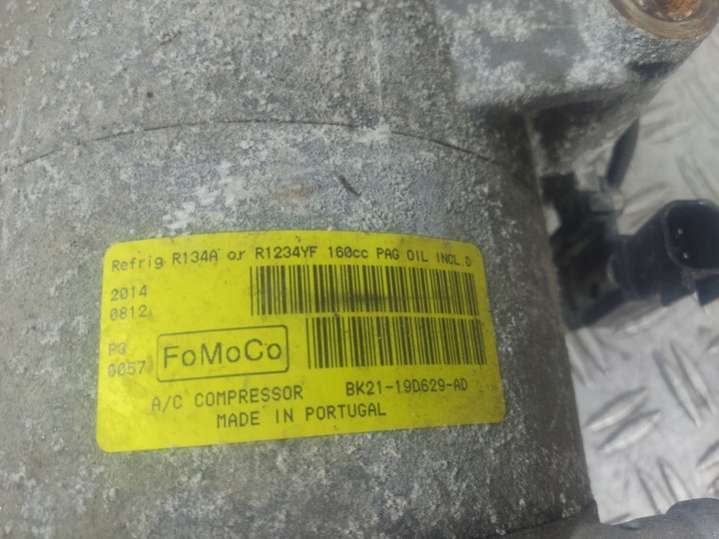 Refrig R134A or R1234YF 160cc PAG OIL INCL.D
2014
0812
PG
0057
FoMoCo
A/C COMPRESSOR BK21-19D629-AD
MADE IN PORTUGAL